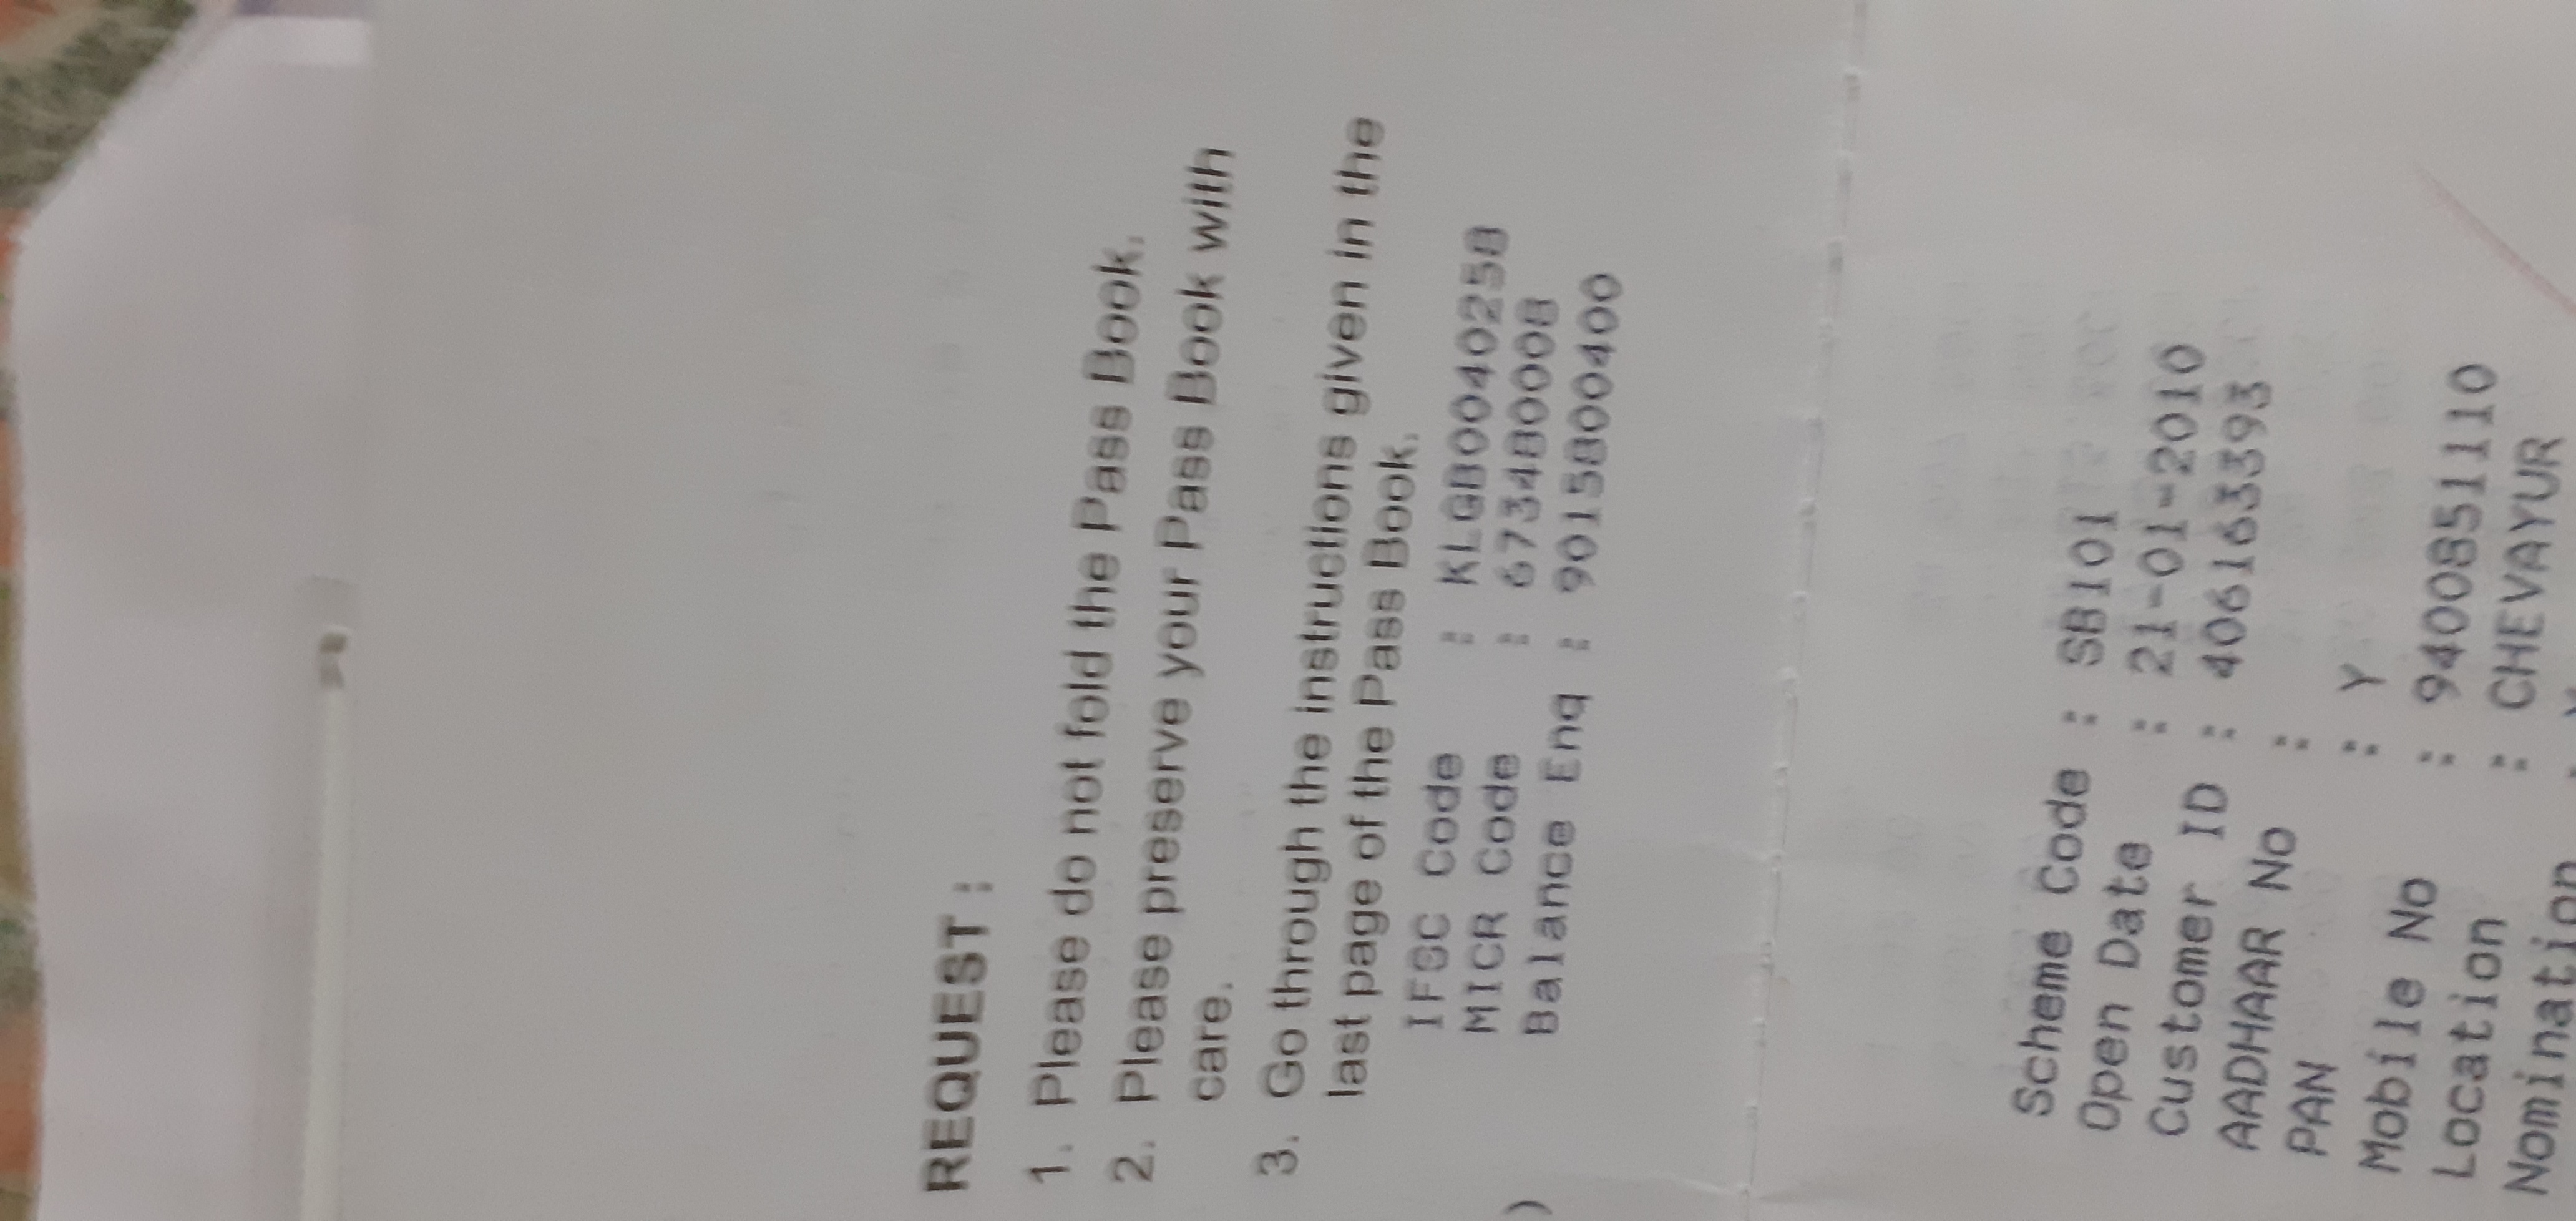 REQUEST :
1. Please do not fold the Pass Book.
2. Please preserve your Pass Book with
care.
3. Go through the instructions given in the
last page of the Pass Book.
IFSC Code : KLGB0040258
MICR Code : 673480008
)
Balance Enq : 9015800400
Scheme Code : SB101
Open Date : 21-01-2010
Customer ID : 406163393
AADHAAR No :
PAN : Y
Mobile No : 9400851110
Location : CHEVAYUR
Nomination :